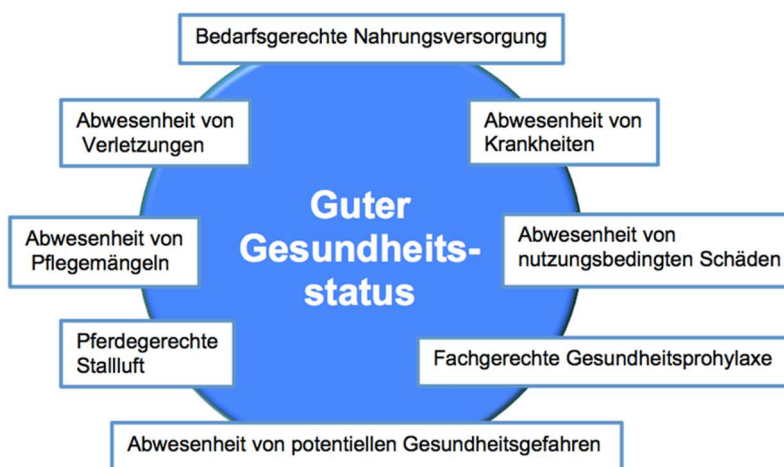 Bedarfsgerechte Nahrungsversorgung
Abwesenheit von
Verletzungen
Abwesenheit von
Krankheiten
Guter
Gesundheits-
status
Abwesenheit von
Pflegemängeln
Abwesenheit von
nutzungsbedingten Schäden
Pferdegerechte
Stallluft
Fachgerechte Gesundheitsprohylaxe
Abwesenheit von potentiellen Gesundheitsgefahren